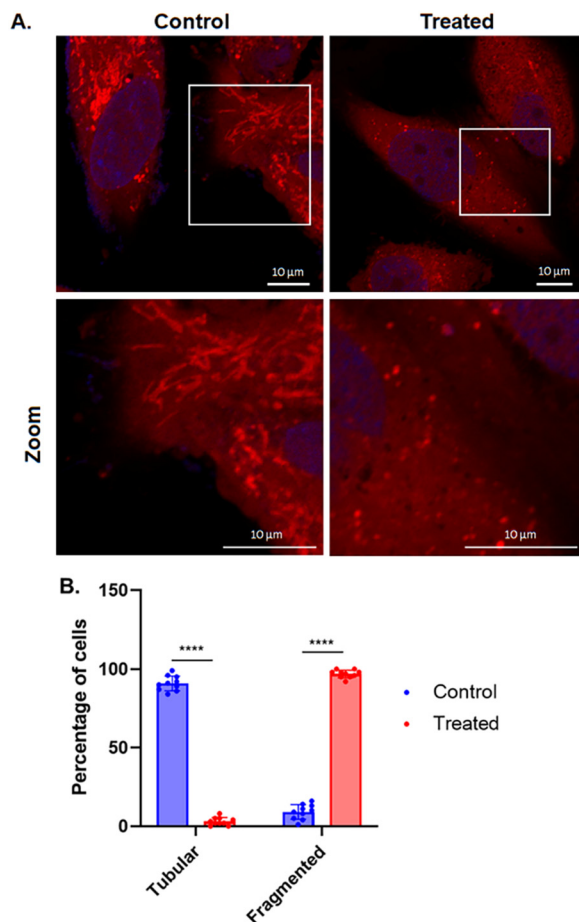 A.
Control Treated
10 µm 10 µm
Zoom
10 µm 10 µm
B.
150
100
50
0
Percentage of cells
**** ****
Control
Treated
Tubular Fragmented